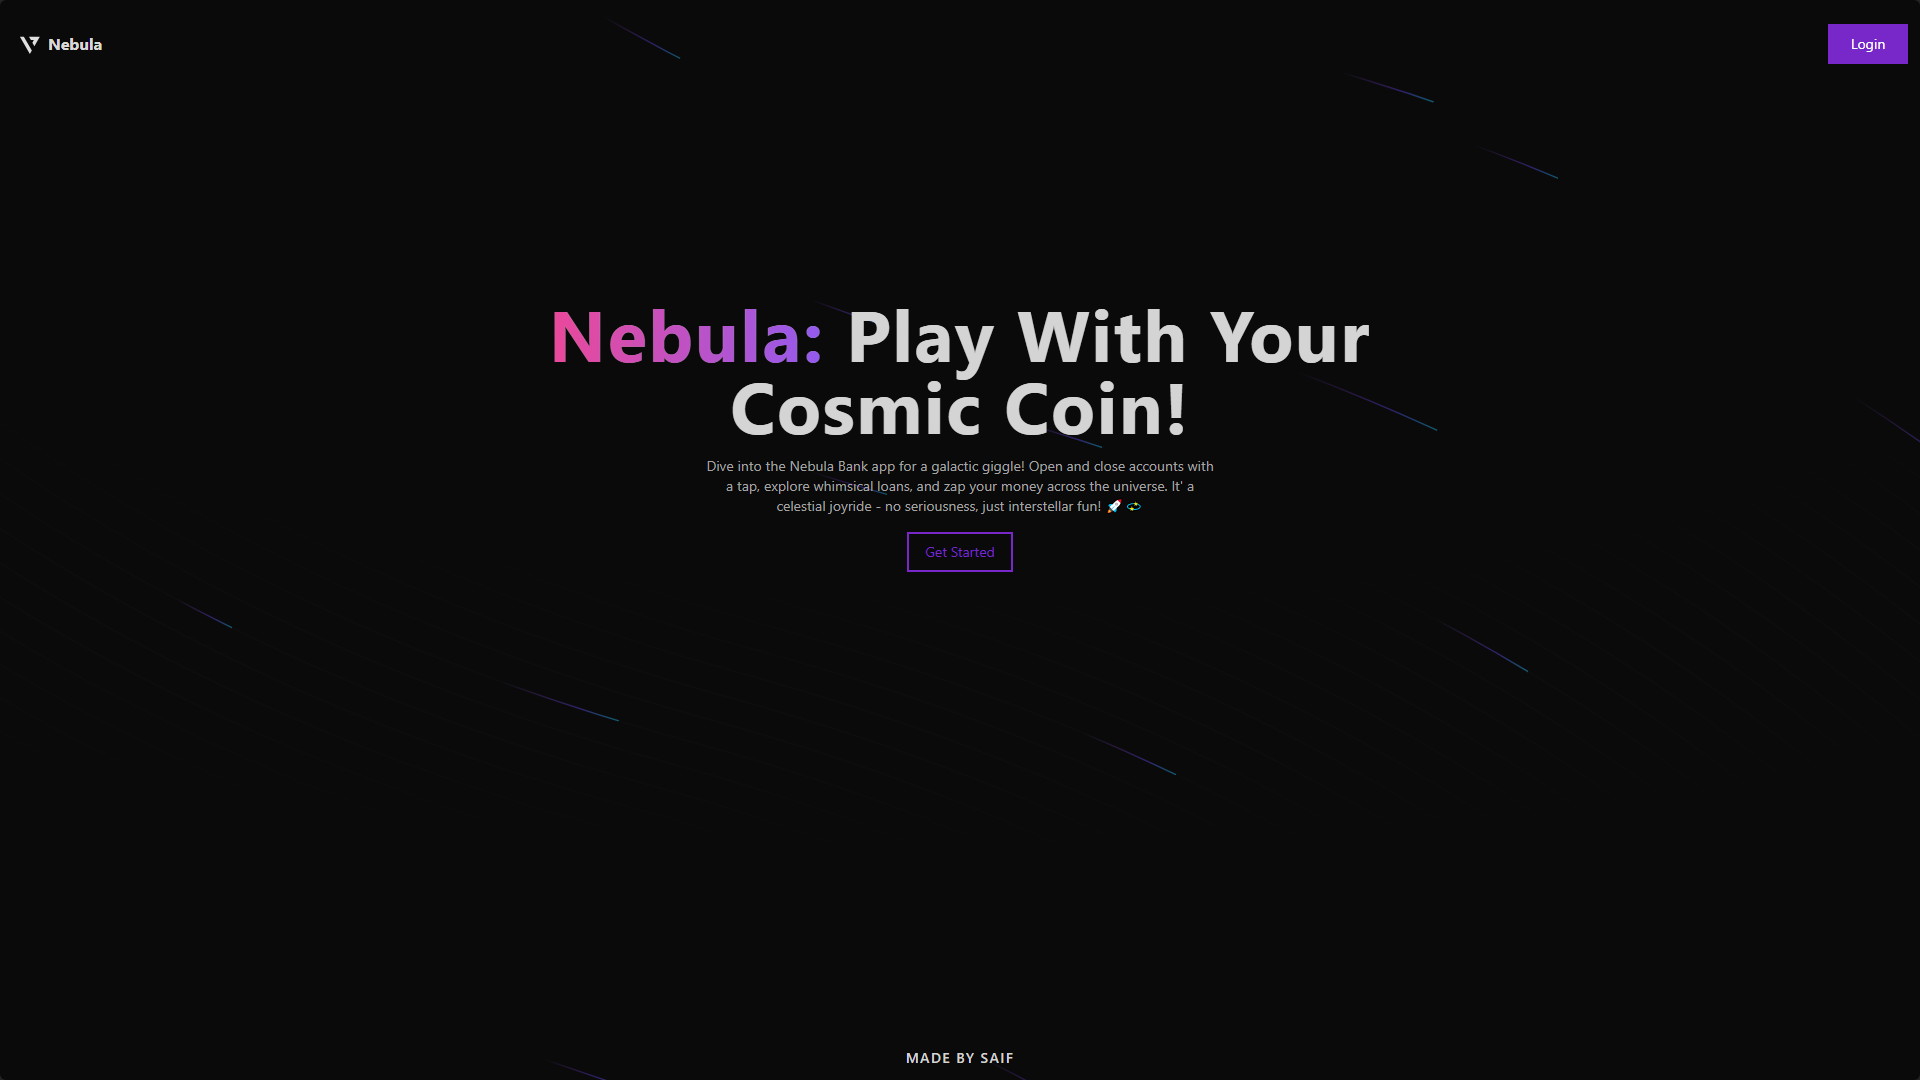 Nebula
Login
Nebula: Play With Your
Cosmic Coin!
Dive into the Nebula Bank app for a galactic giggle! Open and close accounts with
a tap, explore whimsical loans, and zap your money across the universe. It' a
celestial joyride - no seriousness, just interstellar fun! 🚀 💫
Get Started
MADE BY SAIF